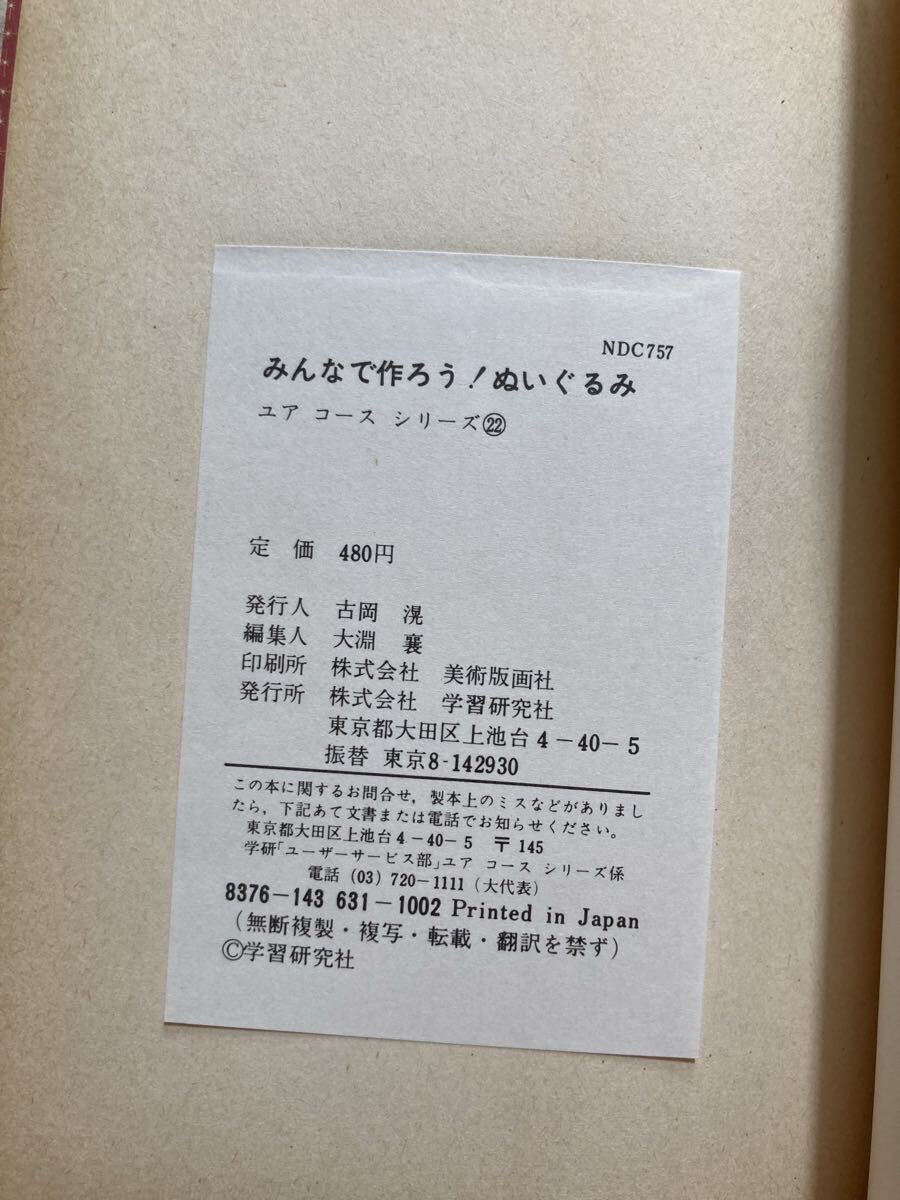 NDC757
みんなで作ろう！ぬいぐるみ
ユア コース シリーズ㉒
定 価 480円
発行人 古岡 滉
編集人 大淵 襄
印刷所 株式会社 美術版画社
発行所 株式会社 学習研究社
東京都大田区上池台4-40-5
振替 東京8-142930
この本に関するお問合せ，製本上のミスなどがありまし
たら，下記あて文書または電話でお知らせください。
東京都大田区上池台4-40-5 〒145
学研「ユーザーサービス部」ユア コース シリーズ係
電話 (03) 720-1111 (大代表)
8376-143 631-1002 Printed in Japan
(無断複製・複写・転載・翻訳を禁ず)
©学習研究社